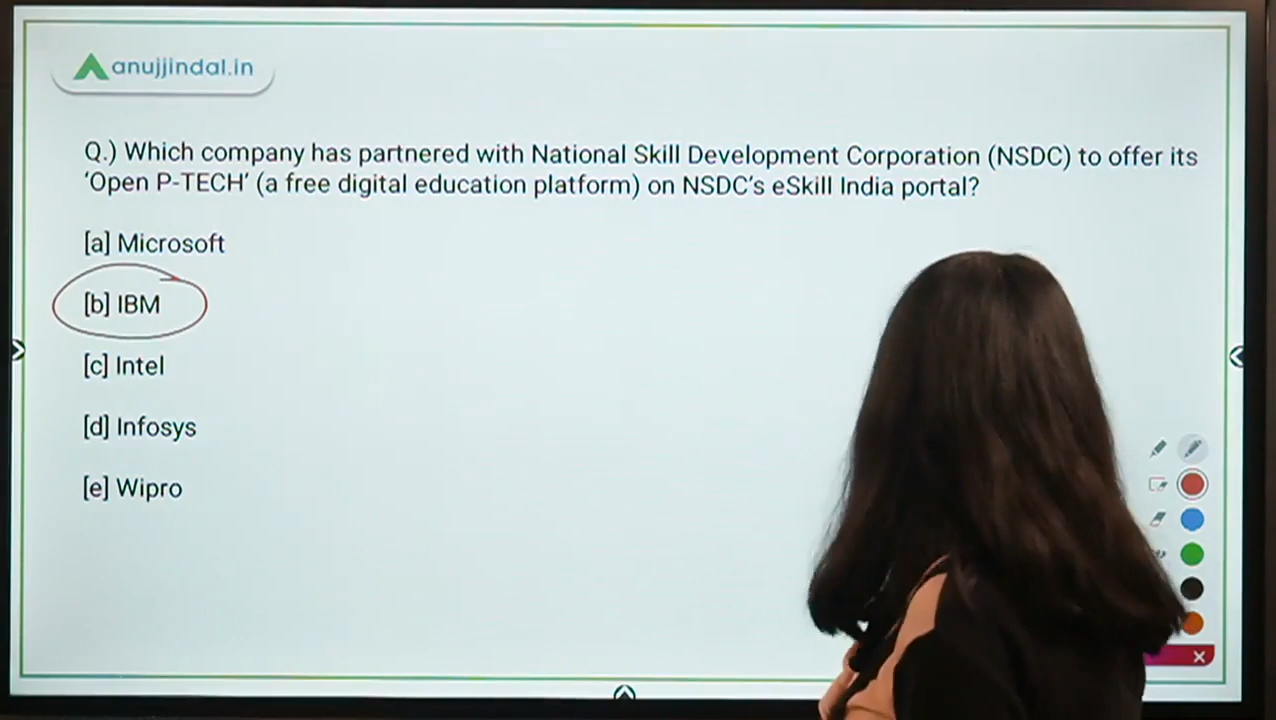 anujjindal.in
Q.) Which company has partnered with National Skill Development Corporation (NSDC) to offer its
‘Open P-TECH’ (a free digital education platform) on NSDC’s eSkill India portal?
[a] Microsoft
[b] IBM
[c] Intel
[d] Infosys
[e] Wipro